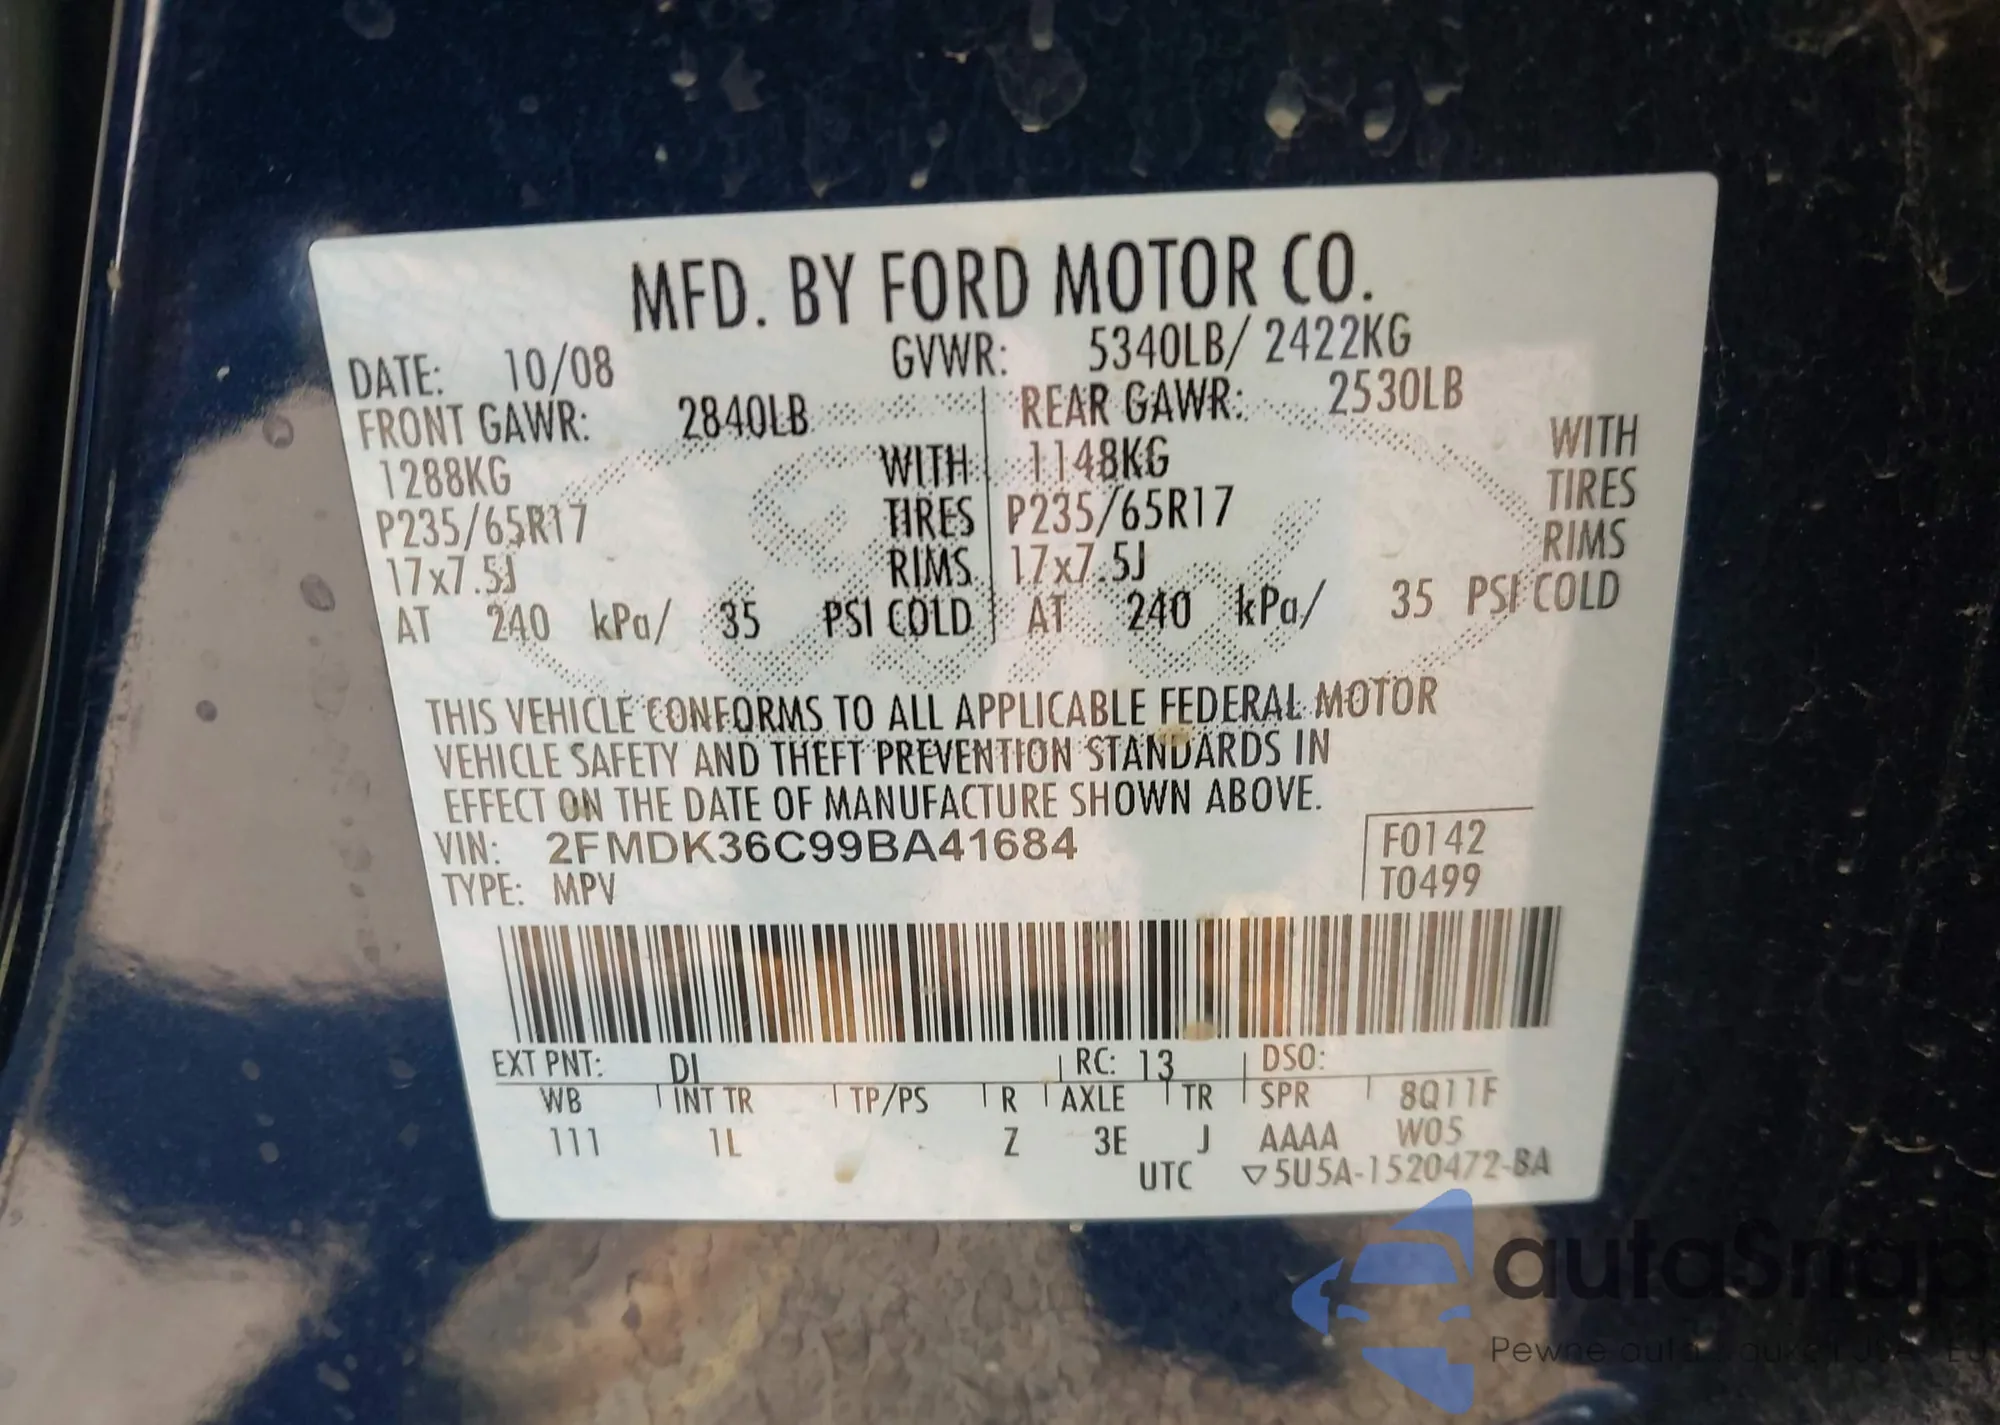 MFD. BY FORD MOTOR CO.
DATE: 10/08 GVWR: 5340LB/ 2422KG
FRONT GAWR: 2840LB REAR GAWR: 2530LB
1288KG WITH 1148KG WITH
P235/65R17 TIRES P235/65R17 TIRES
17x7.5J RIMS 17x7.5J RIMS
AT 240 kPa/ 35 PSI COLD AT 240 kPa/ 35 PSI COLD
THIS VEHICLE CONFORMS TO ALL APPLICABLE FEDERAL MOTOR
VEHICLE SAFETY AND THEFT PREVENTION STANDARDS IN
EFFECT ON THE DATE OF MANUFACTURE SHOWN ABOVE.
VIN: 2FMDK36C99BA41684 F0142
TYPE: MPV T0499
EXT PNT: DI RC: 13 DSO:
WB INT TR TP/PS R AXLE TR SPR 8Q11F
111 1L Z 3E J AAAA W05
UTC ▽5U5A-1520472-BA
autaSnap
Pewne auta